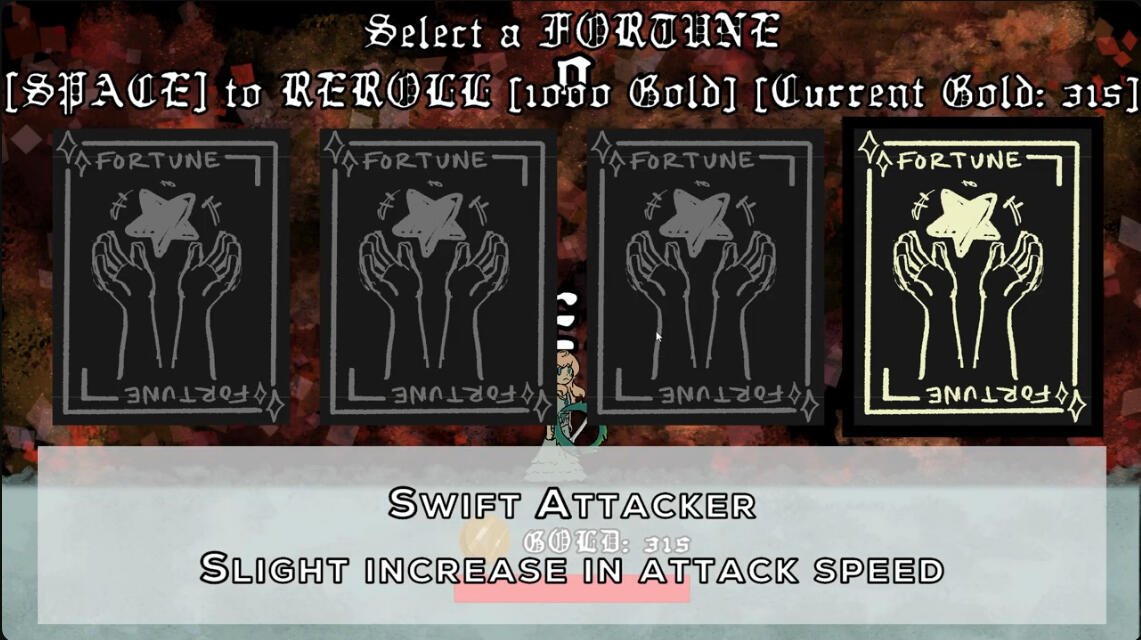 Select a FORTUNE
[SPACE] to REROLL [1000 Gold] [Current Gold: 315]
FORTUNE
FORTUNE
FORTUNE
FORTUNE
FORTUNE
FORTUNE
FORTUNE
FORTUNE
SWIFT ATTACKER
GOLD: 315
SLIGHT INCREASE IN ATTACK SPEED